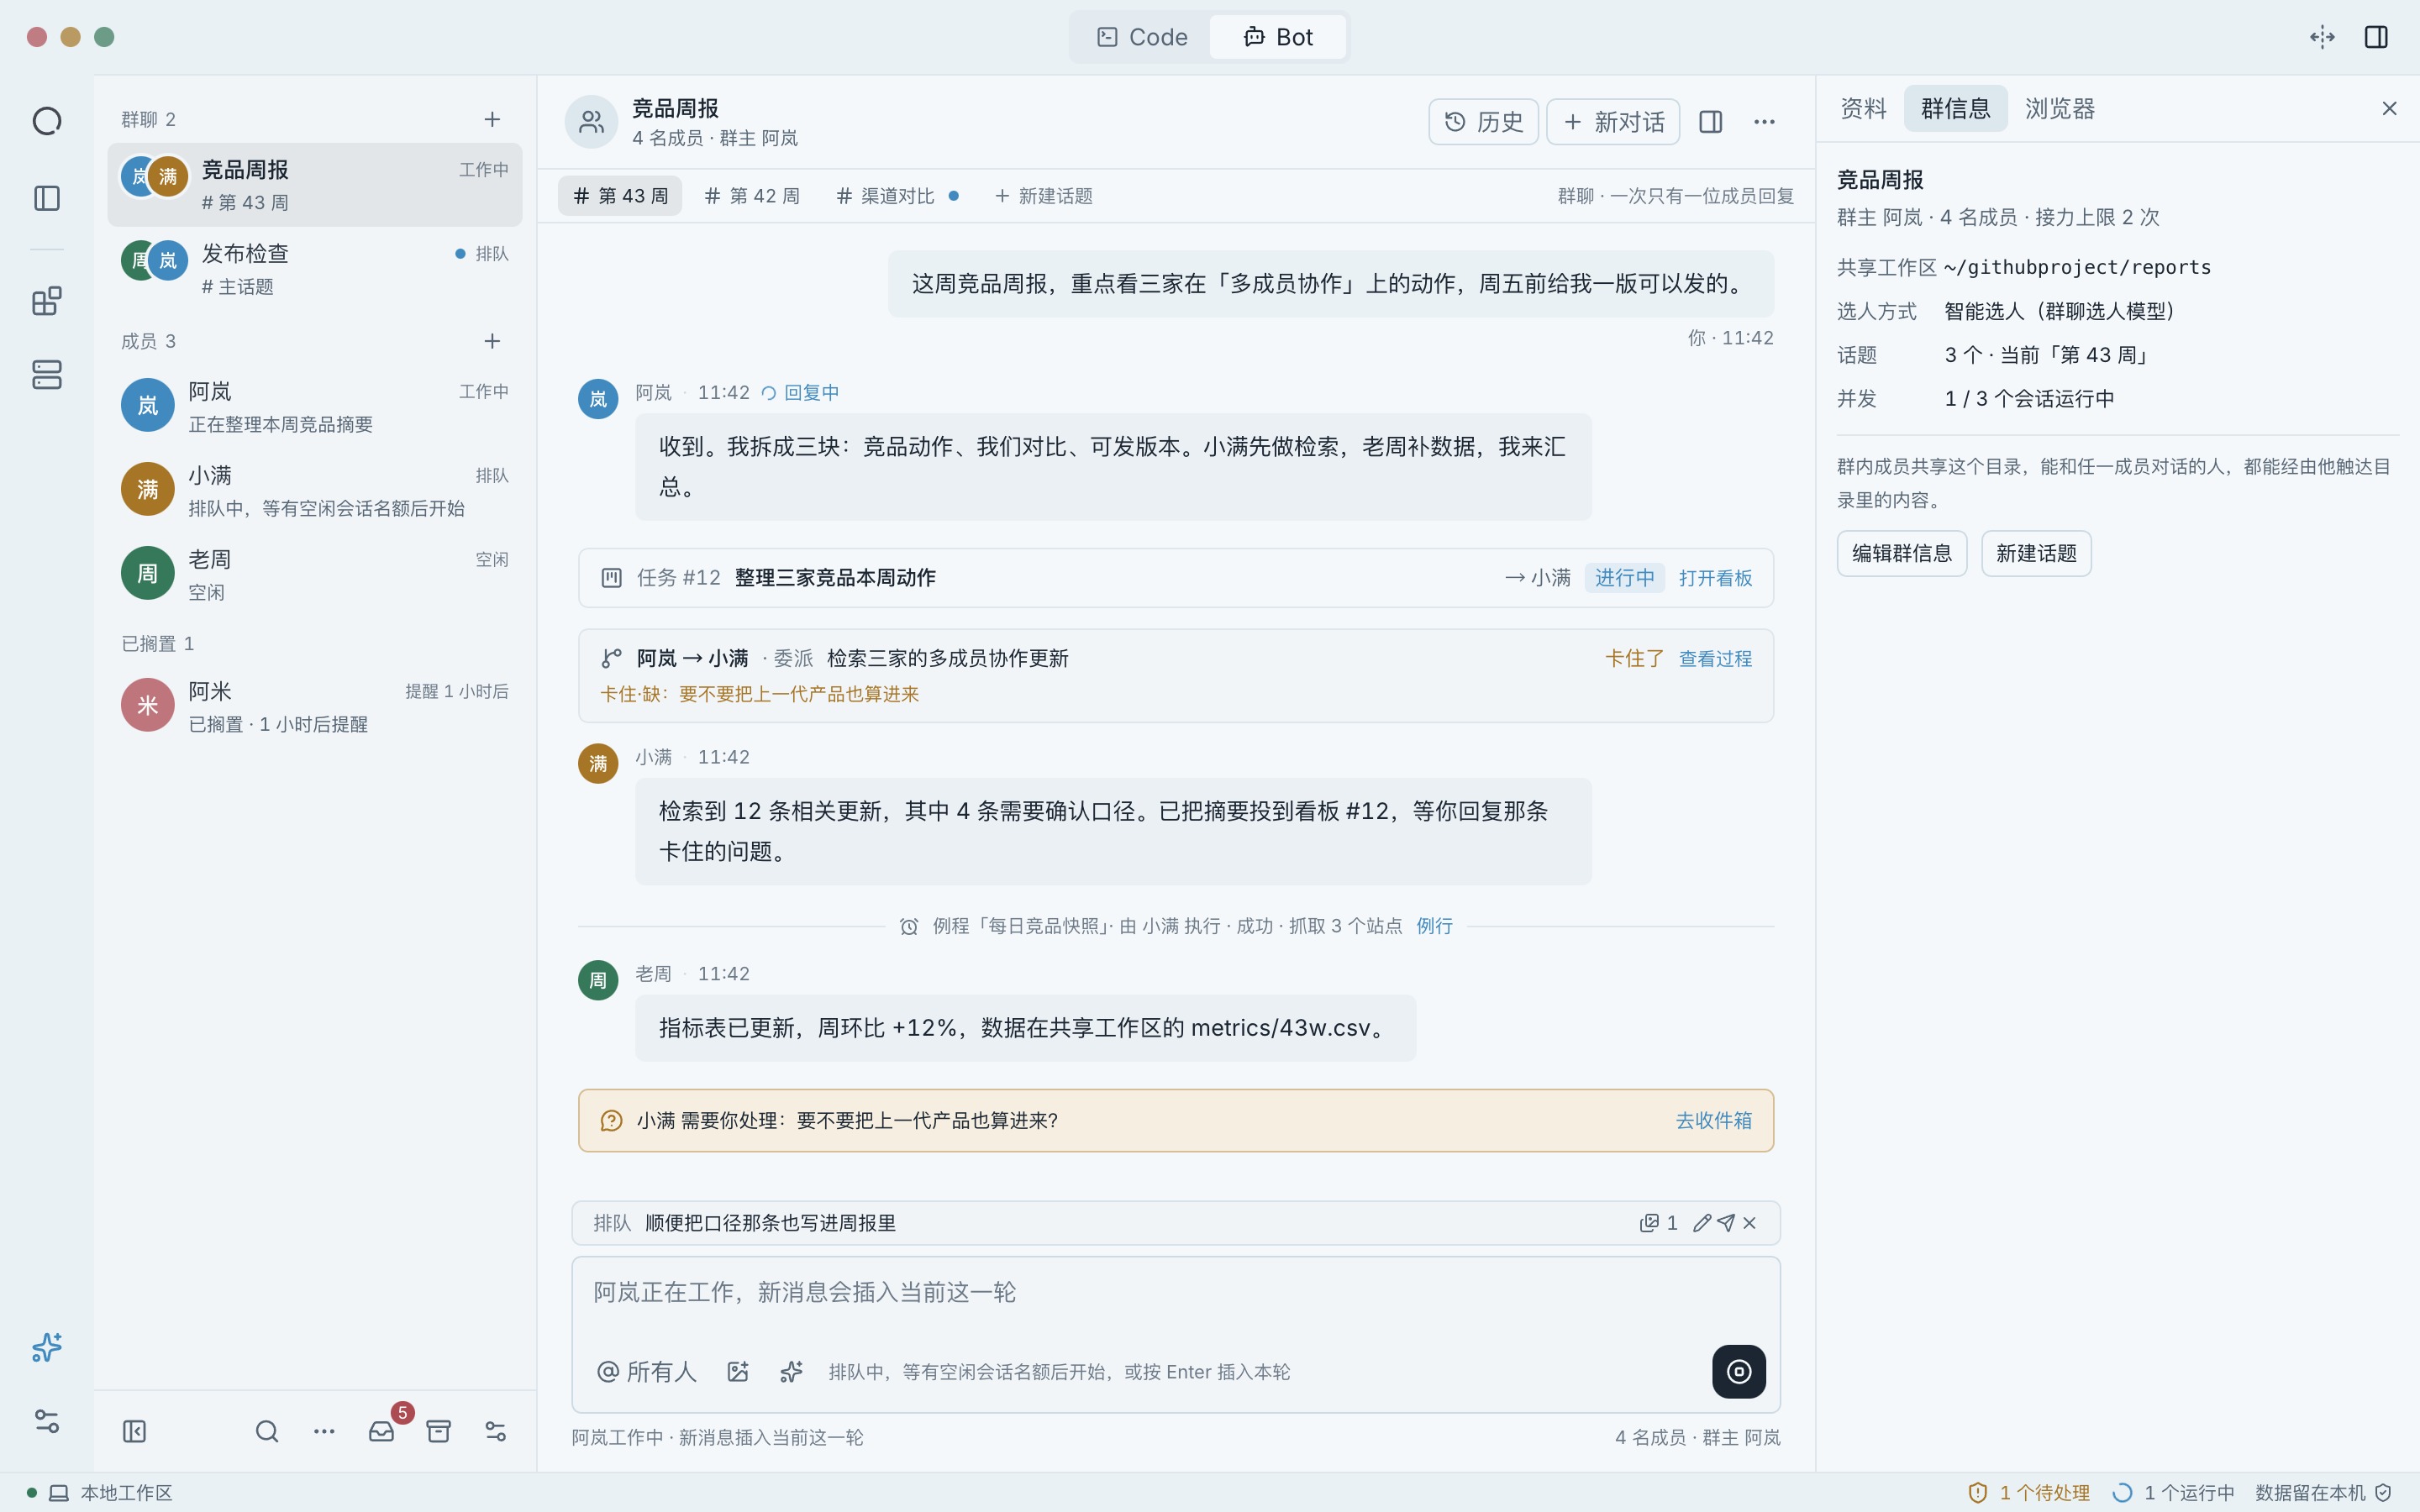 Code
Bot
群聊 2
岚
满
竞品周报
工作中
# 第 43 周
周
岚
发布检查
排队
# 主话题
成员 3
岚
阿岚
工作中
正在整理本周竞品摘要
满
小满
排队
排队中，等有空闲会话名额后开始
周
老周
空闲
空闲
已搁置 1
米
阿米
提醒 1 小时后
已搁置 · 1 小时后提醒
5
竞品周报
4 名成员 · 群主 阿岚
历史
新对话
# 第 43 周
# 第 42 周
# 渠道对比
+ 新建话题
群聊 · 一次只有一位成员回复
这周竞品周报，重点看三家在「多成员协作」上的动作，周五前给我一版可以发的。
你 · 11:42
岚
阿岚 · 11:42 回复中
收到。我拆成三块：竞品动作、我们对比、可发版本。小满先做检索，老周补数据，我来汇
总。
任务 #12 整理三家竞品本周动作
→ 小满 进行中 打开看板
阿岚 → 小满 · 委派 检索三家的多成员协作更新
卡住了 查看过程
卡住·缺：要不要把上一代产品也算进来
满
小满 · 11:42
检索到 12 条相关更新，其中 4 条需要确认口径。已把摘要投到看板 #12，等你回复那条
卡住的问题。
例程「每日竞品快照」· 由 小满 执行 · 成功 · 抓取 3 个站点 例行
周
老周 · 11:42
指标表已更新，周环比 +12%，数据在共享工作区的 metrics/43w.csv。
小满 需要你处理：要不要把上一代产品也算进来？
去收件箱
排队 顺便把口径那条也写进周报里
1
阿岚正在工作，新消息会插入当前这一轮
@ 所有人
排队中，等有空闲会话名额后开始，或按 Enter 插入本轮
阿岚工作中 · 新消息插入当前这一轮
4 名成员 · 群主 阿岚
资料
群信息
浏览器
竞品周报
群主 阿岚 · 4 名成员 · 接力上限 2 次
共享工作区 ~/githubproject/reports
选人方式 智能选人（群聊选人模型）
话题 3 个 · 当前「第 43 周」
并发 1 / 3 个会话运行中
群内成员共享这个目录，能和任一成员对话的人，都能经由他触达目
录里的内容。
编辑群信息
新建话题
本地工作区
1 个待处理
1 个运行中
数据留在本机